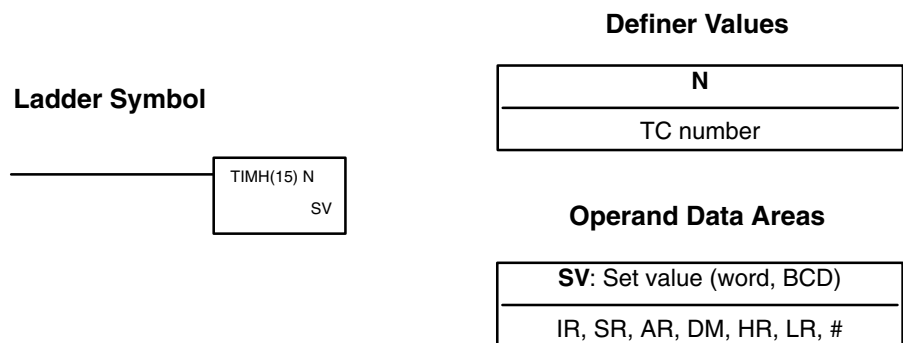 Ladder Symbol
TIMH(15) N
SV
Definer Values
N
TC number
Operand Data Areas
SV: Set value (word, BCD)
IR, SR, AR, DM, HR, LR, #